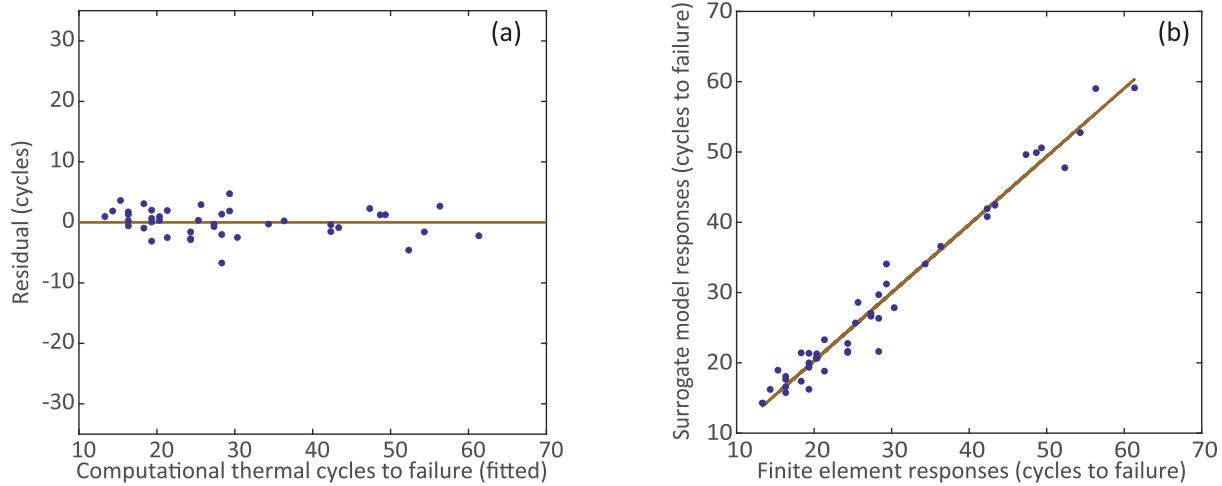 (a)
30
20
10
0
-10
-20
-30
Residual (cycles)
10 20 30 40 50 60 70
Computational thermal cycles to failure (fitted)
(b)
70
60
50
40
30
20
10
Surrogate model responses (cycles to failure)
10 20 30 40 50 60 70
Finite element responses (cycles to failure)